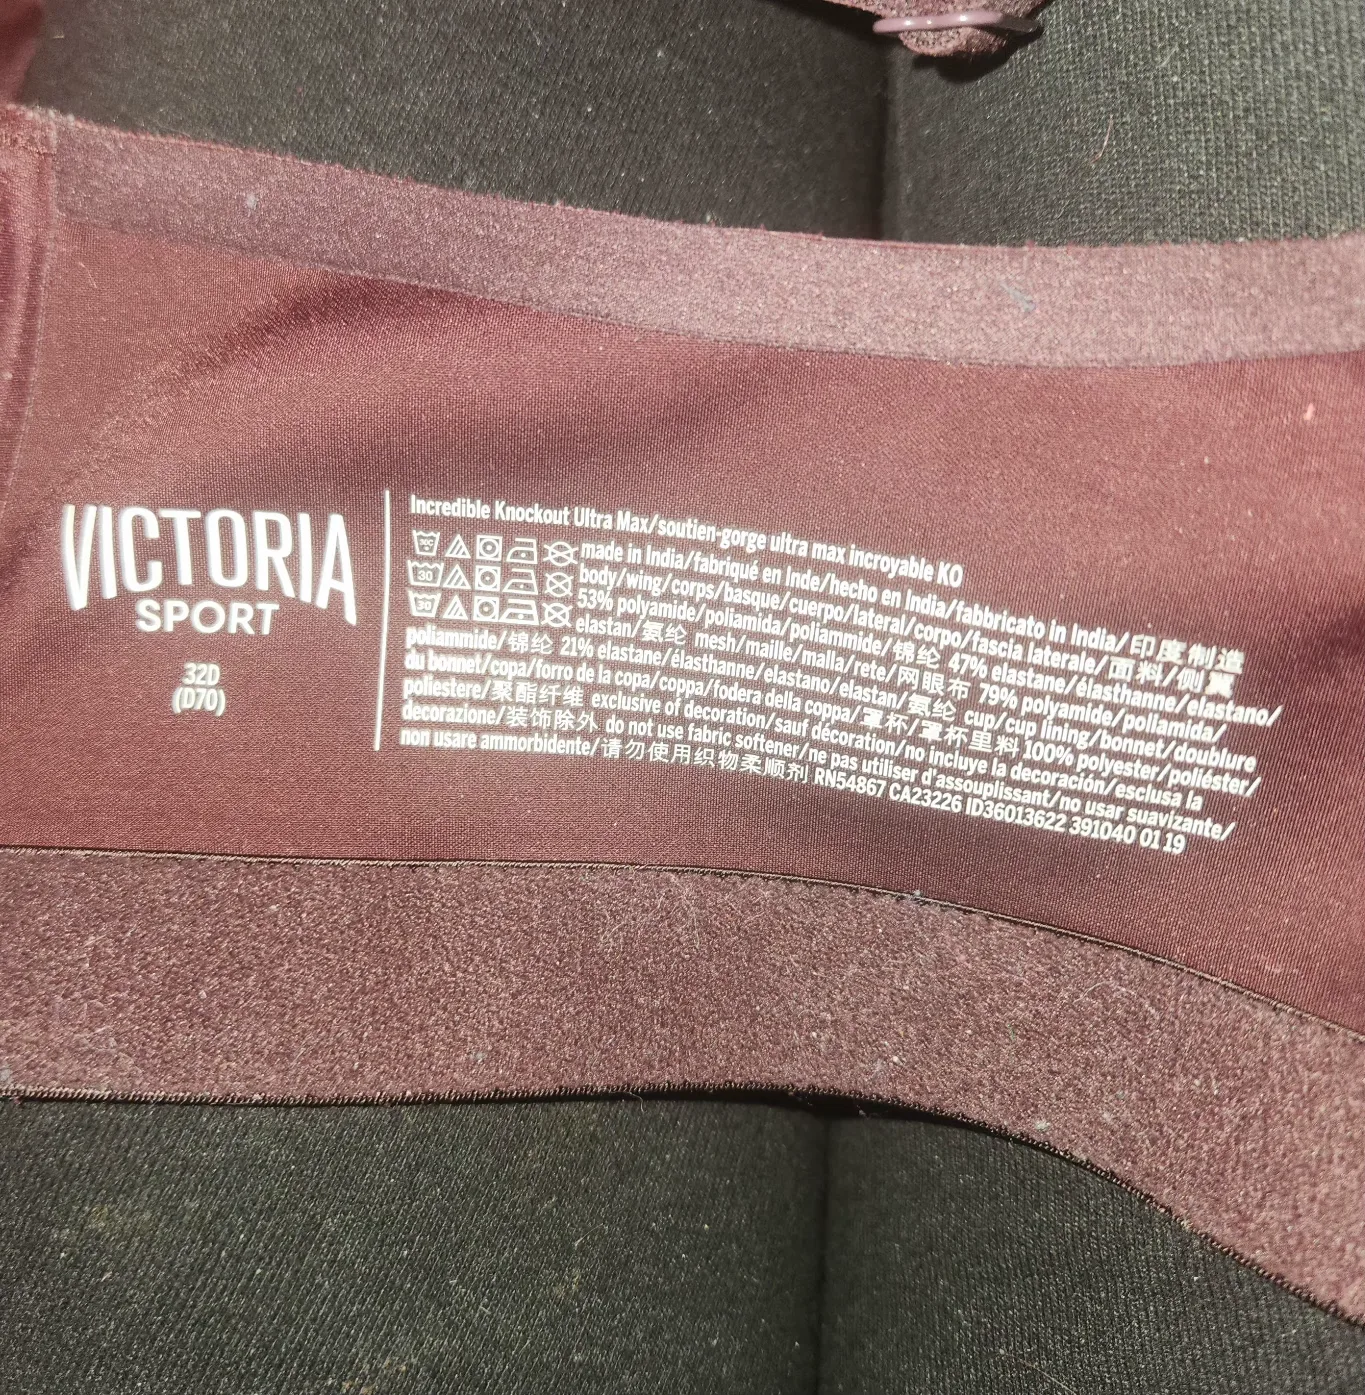 VICTORIA
SPORT
32D
(D70)
Incredible Knockout Ultra Max/soutien-gorge ultra max incroyable KO
30C made in India/fabriqué en Inde/hecho en India/fabbricato in India/印度制造
30 body/wing/corps/basque/cuerpo/lateral/corpo/fascia laterale/面料/侧翼
30 53% polyamide/poliamida/poliammide/锦纶 47% elastane/élasthanne/elastano/
elastan/氨纶 mesh/maille/malla/rete/网眼布 79% polyamide/poliamida/
poliammide/锦纶 21% elastane/élasthanne/elastano/elastan/氨纶 cup/cup lining/bonnet/doublure
du bonnet/copa/forro de la copa/coppa/fodera della coppa/罩杯/罩杯里料 100% polyester/poliéster/
poliestere/聚酯纤维 exclusive of decoration/sauf décoration/no incluye la decoración/esclusa la
decorazione/装饰除外 do not use fabric softener/ne pas utiliser d'assouplissant/no usar suavizante/
non usare ammorbidente/请勿使用织物柔顺剂 RN54867 CA23226 ID36013622 391040 01 19